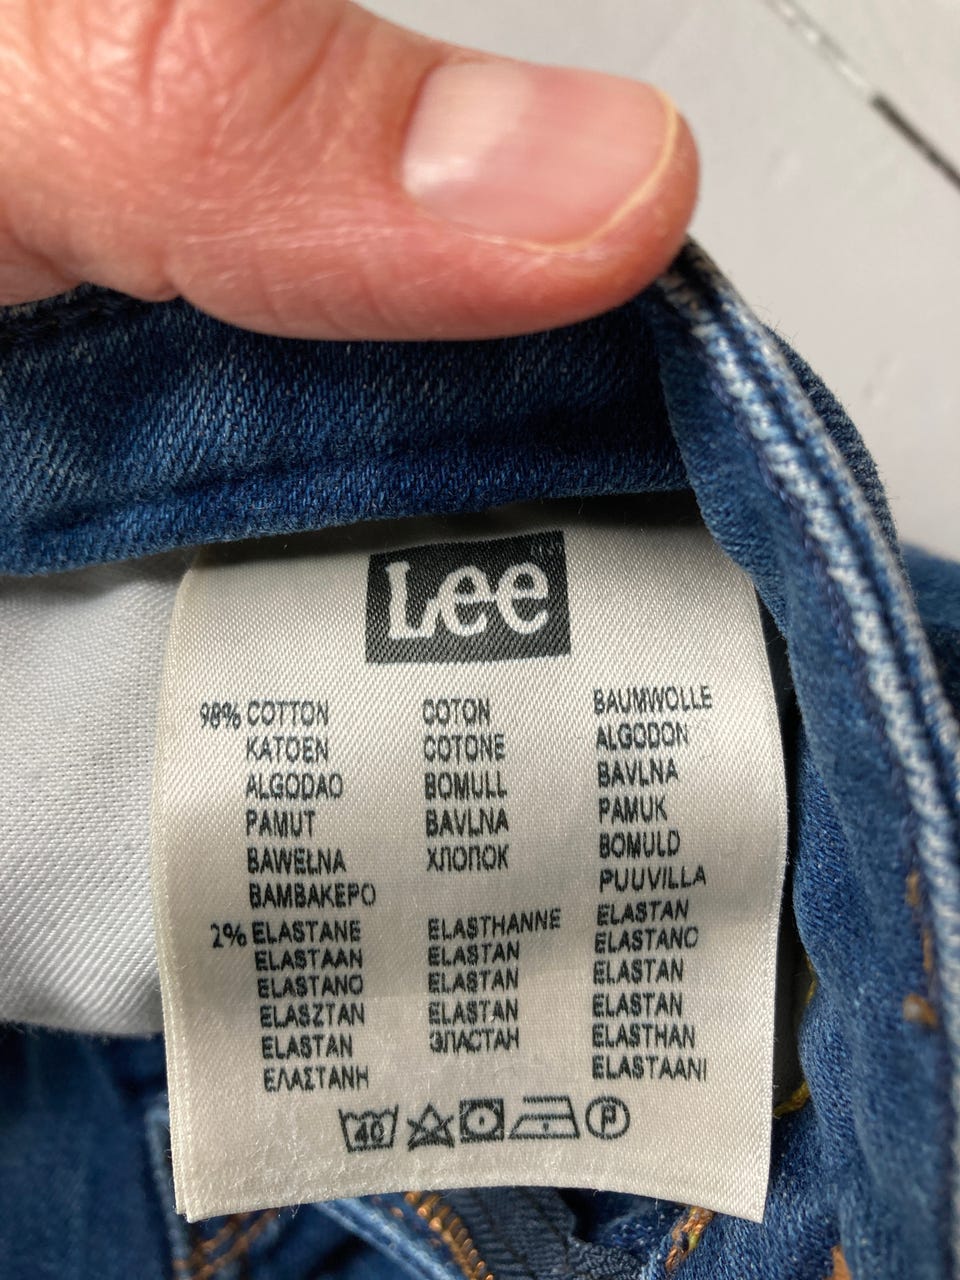 Lee
98% COTTON COTON BAUMWOLLE
KATOEN COTONE ALGODON
ALGODAO BOMULL BAVLNA
PAMUT BAVLNA PAMUK
BAWEŁNA ХЛОПОК BOMULD
ΒΑΜΒΑΚΕΡΟ PUUVILLA
2% ELASTANE ELASTHANNE ELASTAN
ELASTAAN ELASTAN ELASTANO
ELASTANO ELASTAN ELASTAN
ELASZTAN ELASTAN ELASTAN
ELASTAN ЭЛАСТАН ELASTHAN
ΕΛΑΣΤΑΝΗ ELASTAANI
40 P